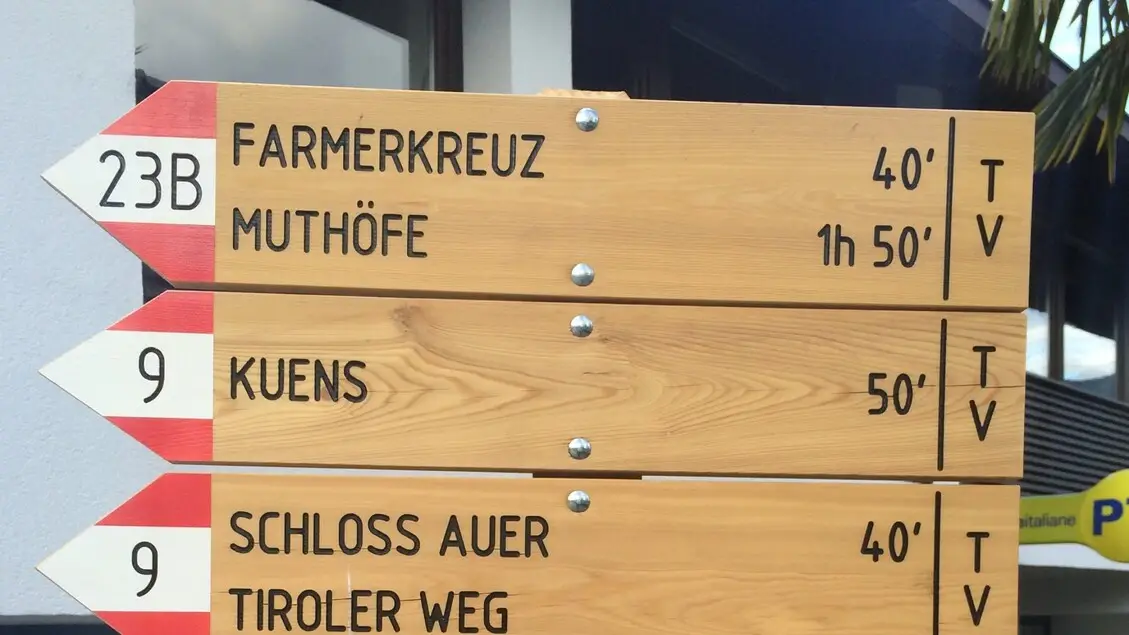 23B
FARMERKREUZ 40'
MUTHÖFE 1h 50'
T
V
9
KUENS 50'
T
V
9
SCHLOSS AUER 40'
TIROLER WEG
T
V
P